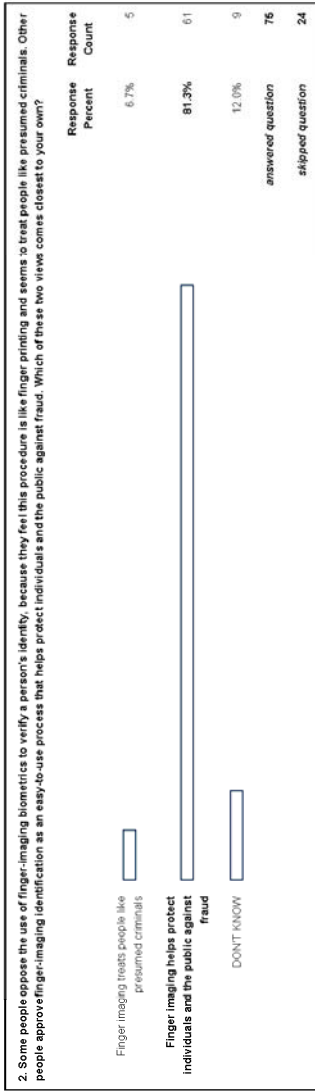 2. Some people oppose the use of finger-imaging biometrics to verify a person's identity, because they feel this procedure is like finger printing and seems to treat people like presumed criminals. Other
people approve finger-imaging identification as an easy-to-use process that helps protect individuals and the public against fraud. Which of these two views comes closest to your own?
Response Percent
Response Count
Finger imaging treats people like
presumed criminals
6.7%
5
Finger imaging helps protect
individuals and the public against
fraud
81.3%
61
DON'T KNOW
12.0%
9
answered question
75
skipped question
24